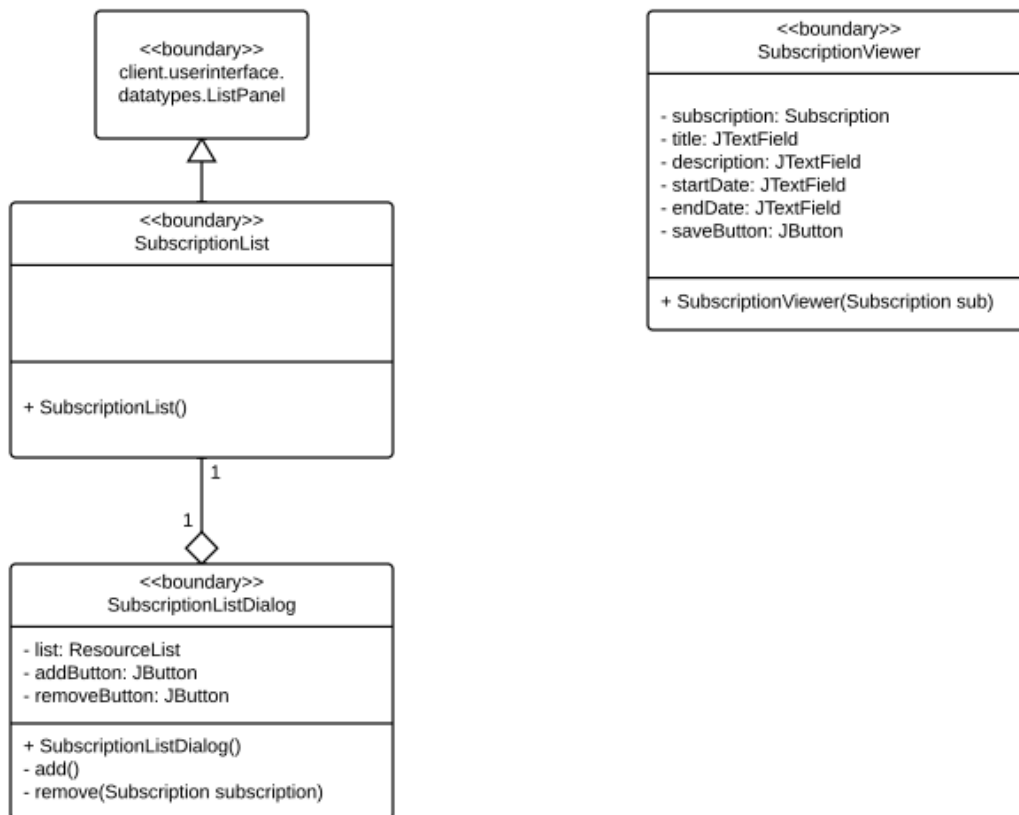 <<boundary>>
client.userinterface.
datatypes.ListPanel
<<boundary>>
SubscriptionList
+ SubscriptionList()
1
1
<<boundary>>
SubscriptionListDialog
- list: ResourceList
- addButton: JButton
- removeButton: JButton
+ SubscriptionListDialog()
- add()
- remove(Subscription subscription)
<<boundary>>
SubscriptionViewer
- subscription: Subscription
- title: JTextField
- description: JTextField
- startDate: JTextField
- endDate: JTextField
- saveButton: JButton
+ SubscriptionViewer(Subscription sub)